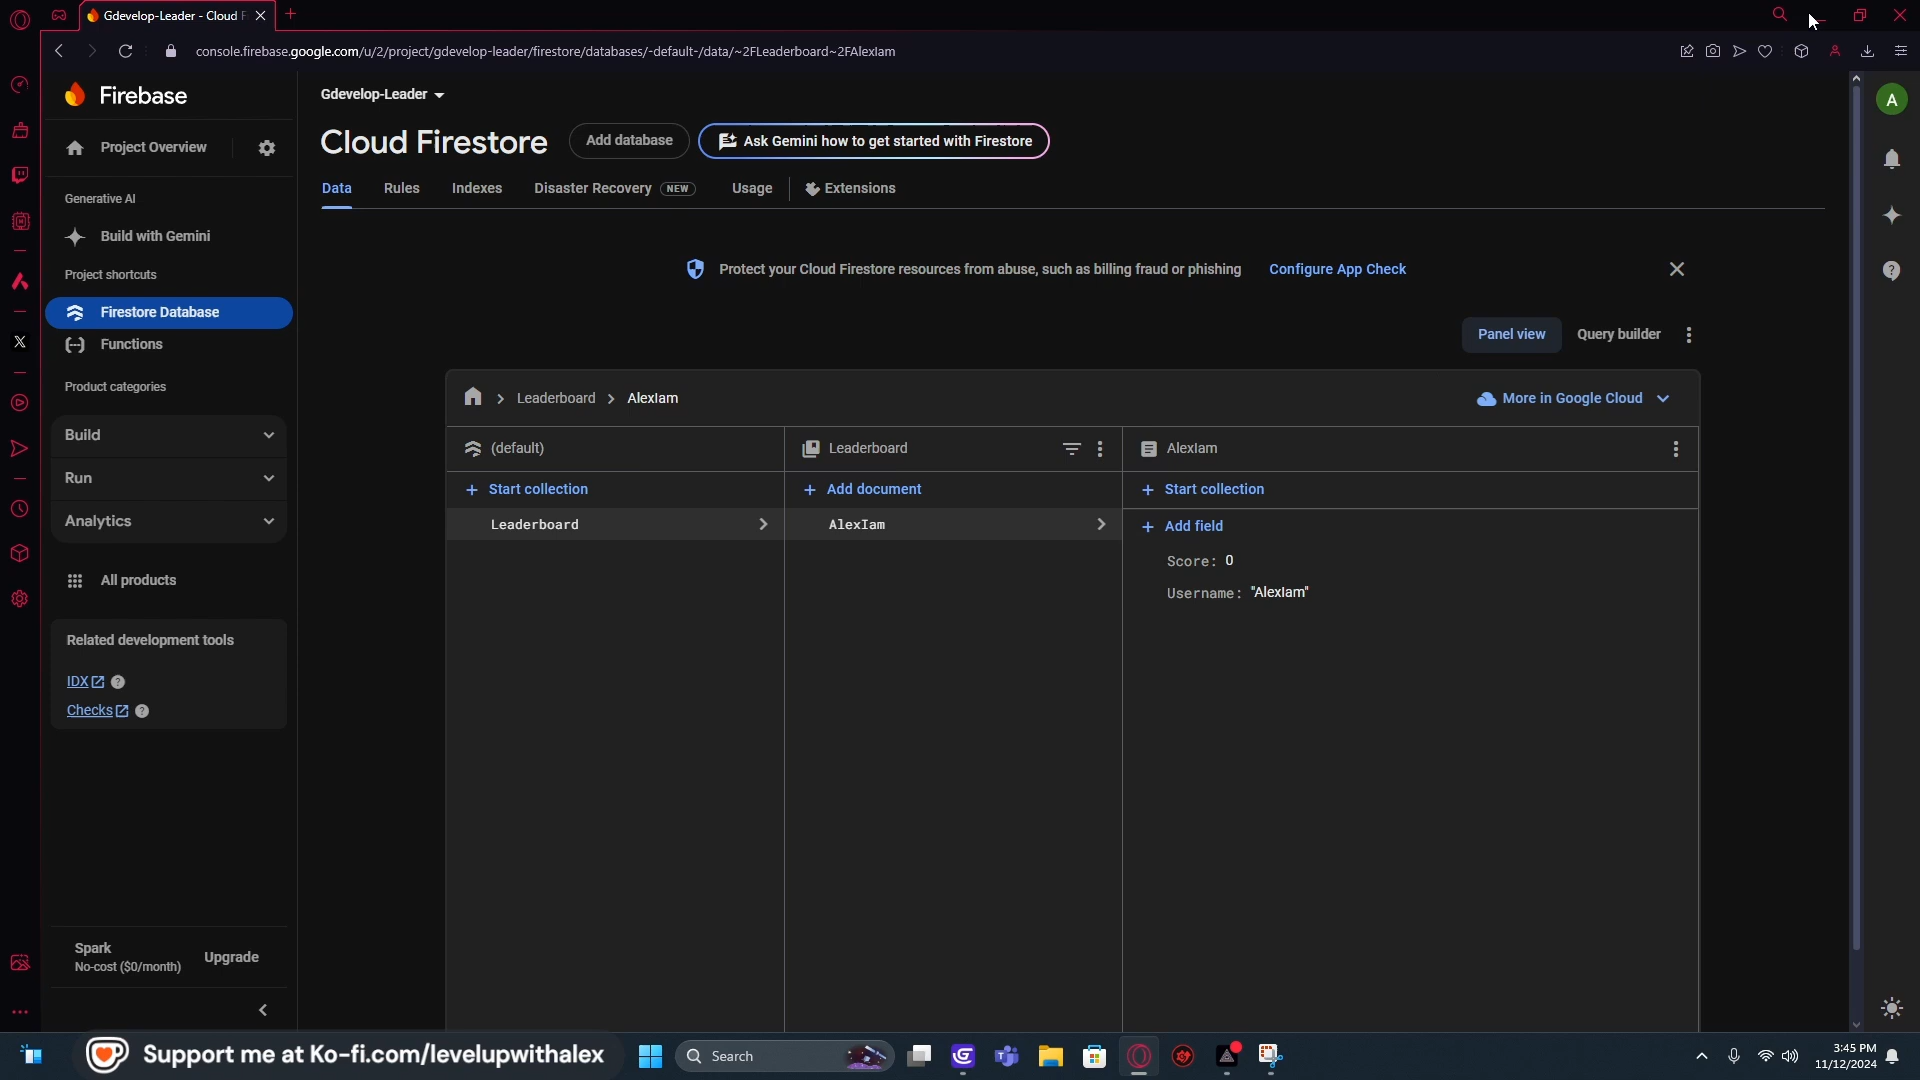 Gdevelop-Leader - Cloud F
console.firebase.google.com/u/2/project/gdevelop-leader/firestore/databases/-default-/data/~2FLeaderboard~2FAlexIam
Firebase
Project Overview
Generative AI
Build with Gemini
Project shortcuts
Firestore Database
Functions
Product categories
Build
Run
Analytics
All products
Related development tools
IDX
Checks
Spark
No-cost ($0/month)
Upgrade
Gdevelop-Leader
Cloud Firestore
Add database
Ask Gemini how to get started with Firestore
Data
Rules
Indexes
Disaster Recovery NEW
Usage
Extensions
Protect your Cloud Firestore resources from abuse, such as billing fraud or phishing
Configure App Check
Panel view
Query builder
Leaderboard
AlexIam
More in Google Cloud
(default)
Start collection
Leaderboard
Leaderboard
Add document
AlexIam
AlexIam
Start collection
Add field
Score: 0
Username: "AlexIam"
A
Support me at Ko-fi.com/levelupwithalex
Search
3:45 PM
11/12/2024